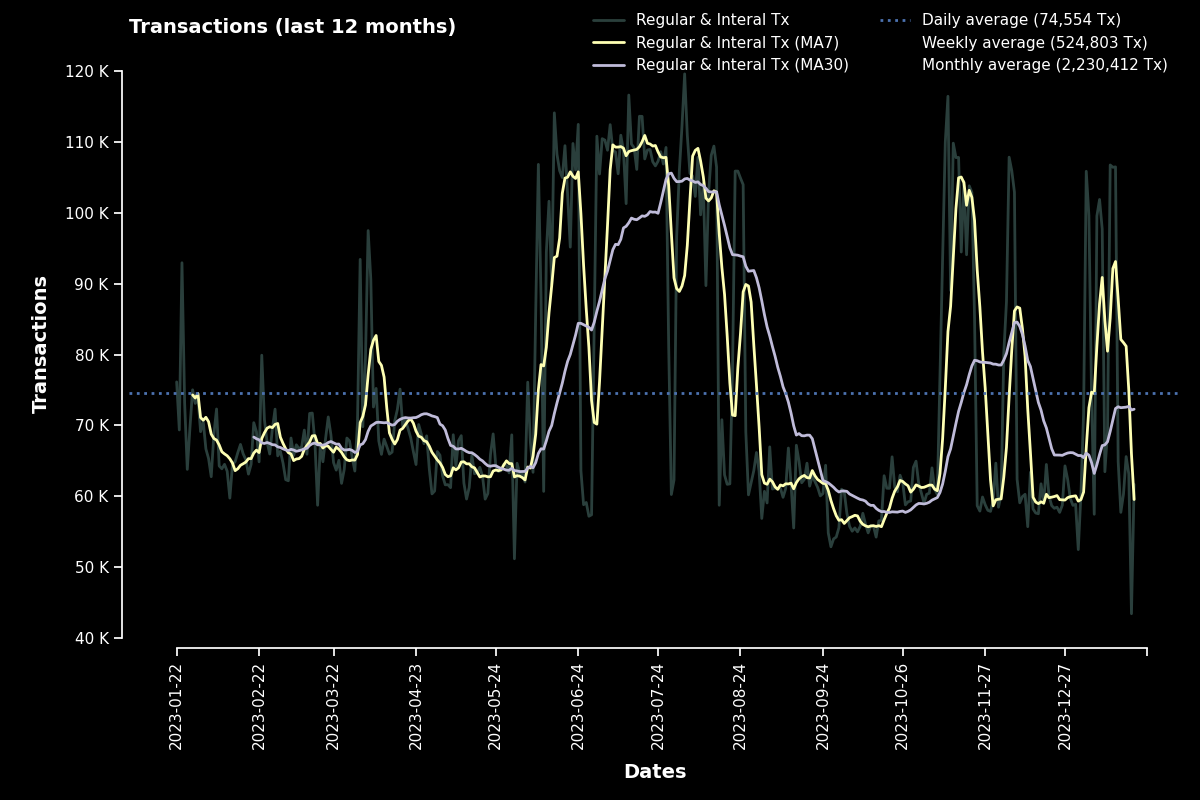 Transactions (last 12 months)
Regular & Interal Tx
Regular & Interal Tx (MA7)
Regular & Interal Tx (MA30)
Daily average (74,554 Tx)
Weekly average (524,803 Tx)
Monthly average (2,230,412 Tx)
120 K
110 K
100 K
90 K
80 K
70 K
60 K
50 K
40 K
Transactions
2023-01-22
2023-02-22
2023-03-22
2023-04-23
2023-05-24
2023-06-24
2023-07-24
2023-08-24
2023-09-24
2023-10-26
2023-11-27
2023-12-27
Dates